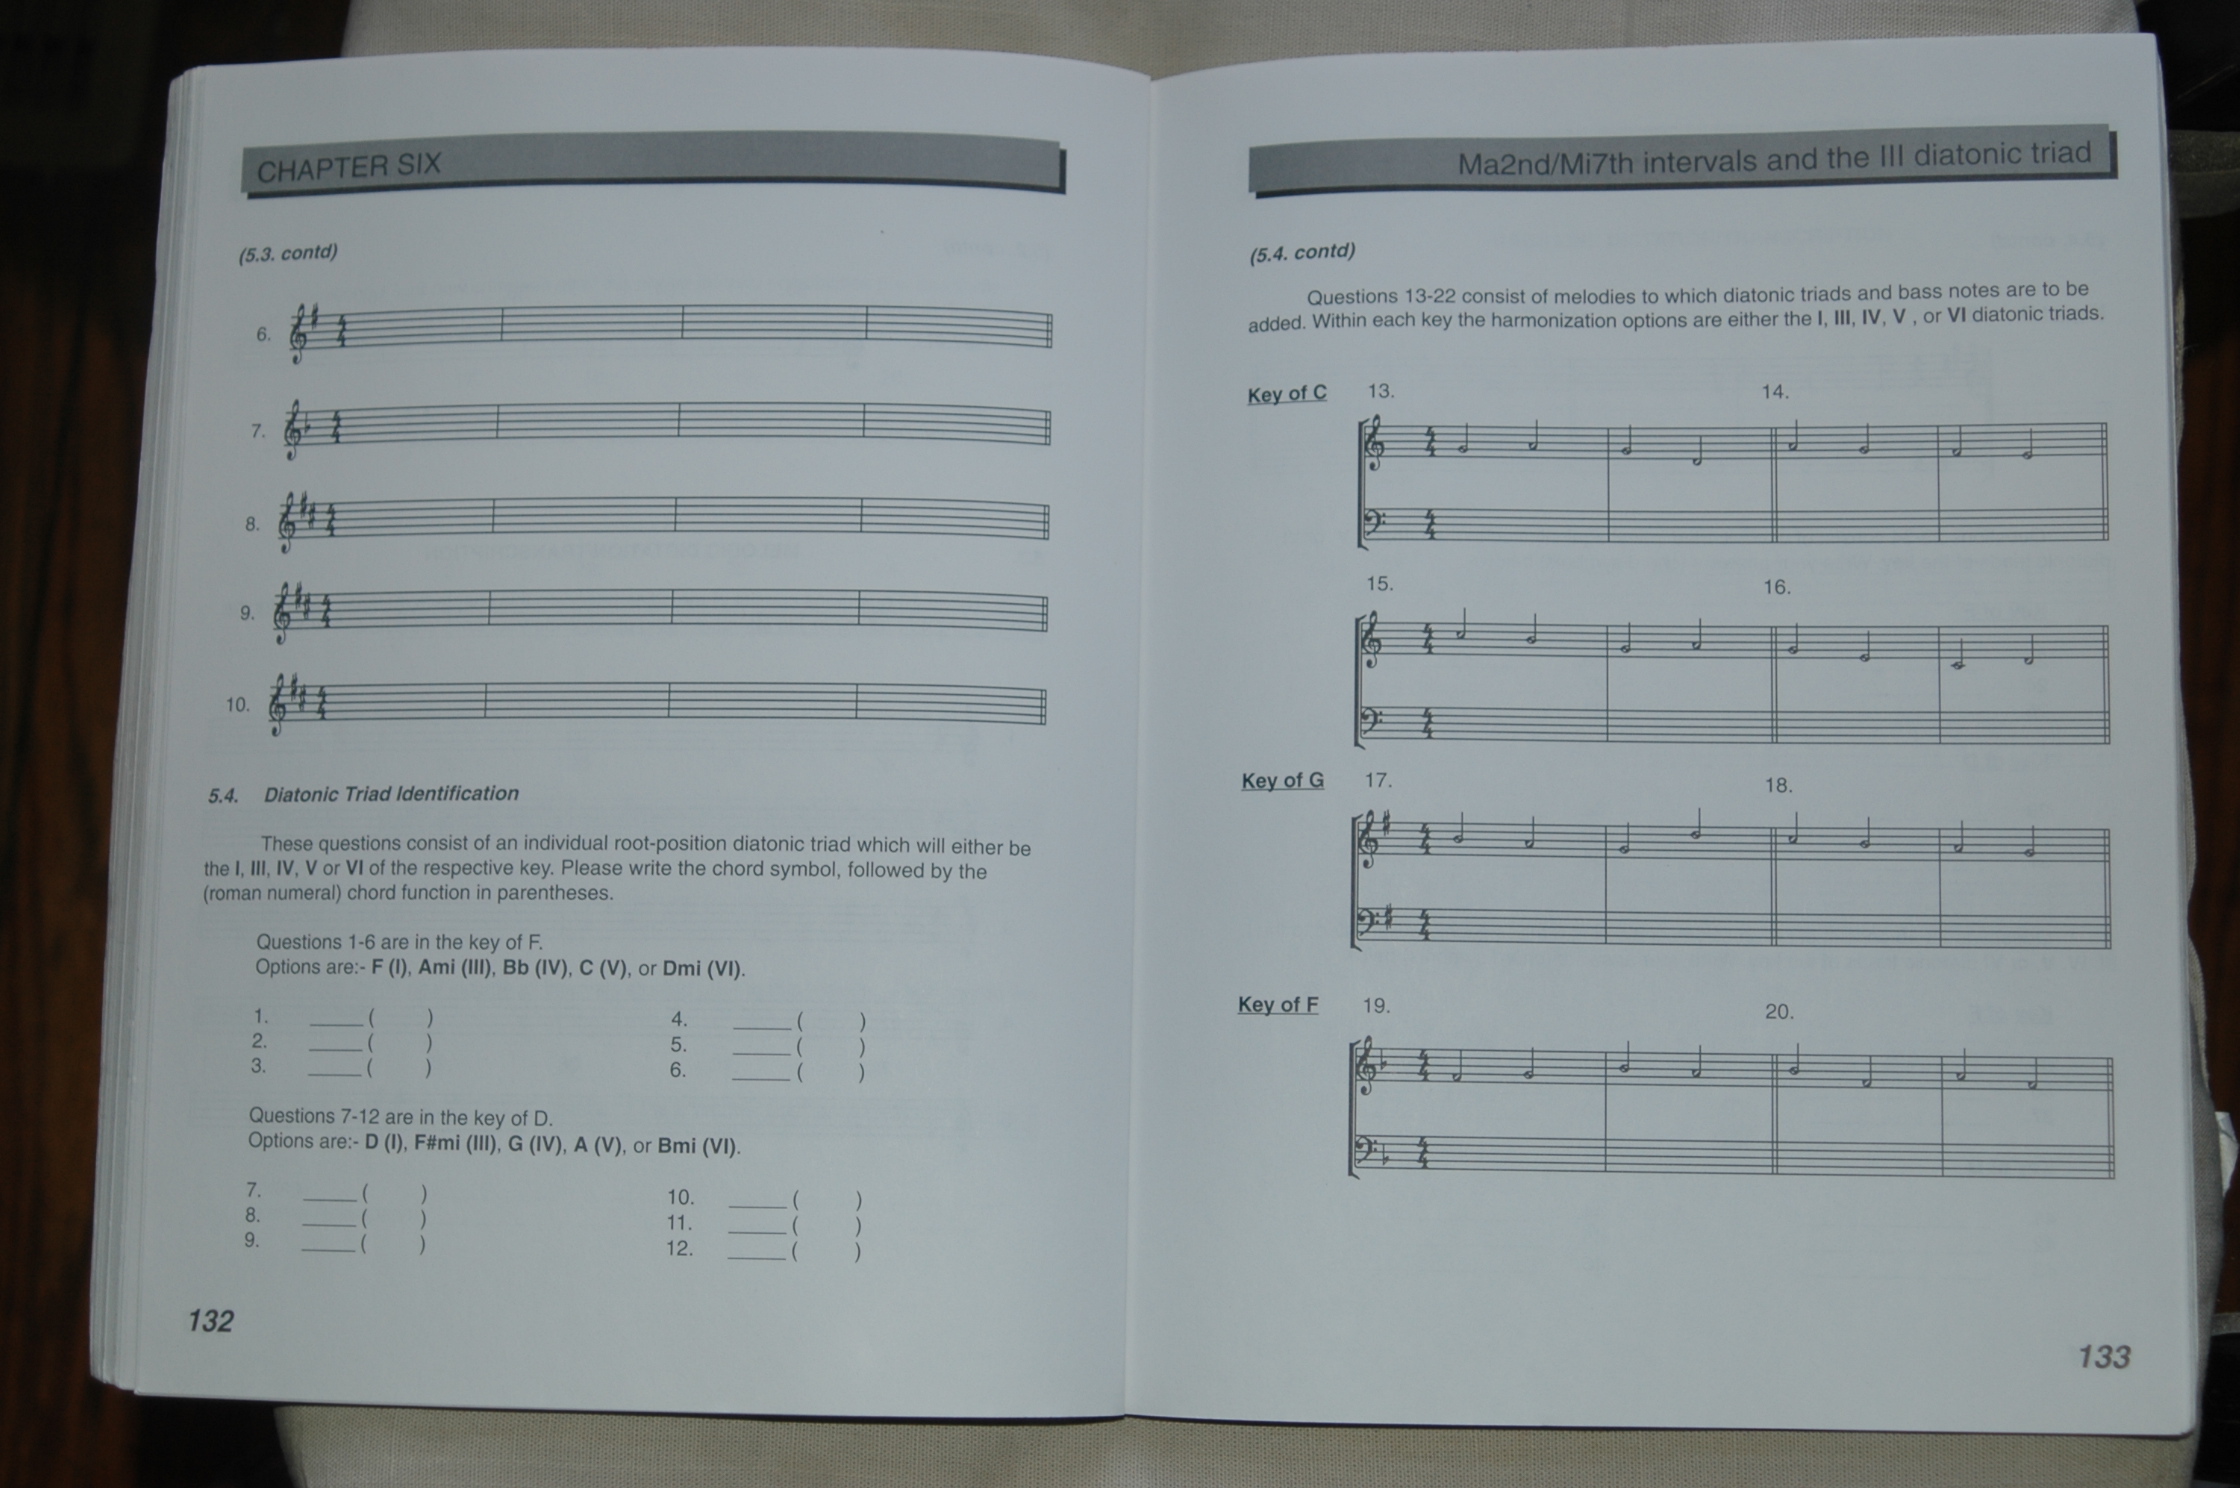 CHAPTER SIX
(5.3. contd)
6.
7.
8.
9.
10.
5.4. Diatonic Triad Identification
These questions consist of an individual root-position diatonic triad which will either be
the I, III, IV, V or VI of the respective key. Please write the chord symbol, followed by the
(roman numeral) chord function in parentheses.
Questions 1-6 are in the key of F.
Options are:- F (I), Ami (III), Bb (IV), C (V), or Dmi (VI).
1. ____( ) 4. ____( )
2. ____( ) 5. ____( )
3. ____( ) 6. ____( )
Questions 7-12 are in the key of D.
Options are:- D (I), F#mi (III), G (IV), A (V), or Bmi (VI).
7. ____( ) 10. ____( )
8. ____( ) 11. ____( )
9. ____( ) 12. ____( )
132
Ma2nd/Mi7th intervals and the III diatonic triad
(5.4. contd)
Questions 13-22 consist of melodies to which diatonic triads and bass notes are to be
added. Within each key the harmonization options are either the I, III, IV, V , or VI diatonic triads.
Key of C 13. 14.
15. 16.
Key of G 17. 18.
Key of F 19. 20.
133